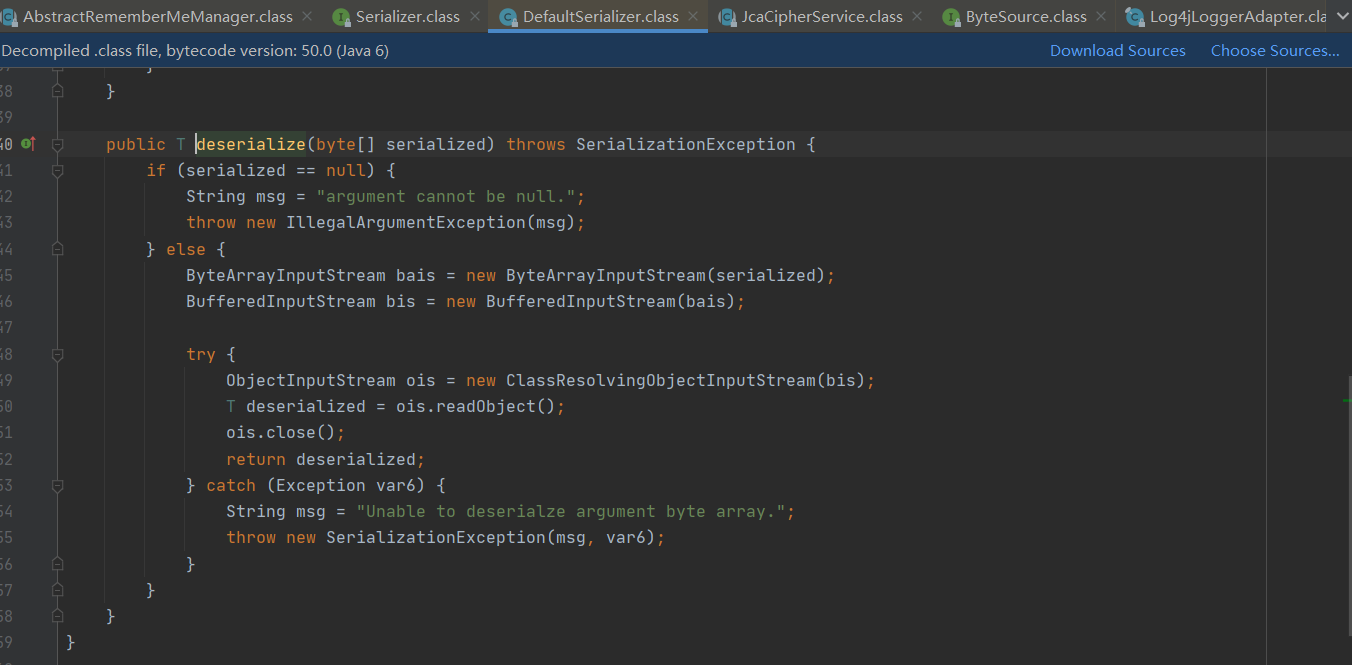 AbstractRememberMeManager.class Serializer.class DefaultSerializer.class JcaCipherService.class ByteSource.class Log4jLoggerAdapter.cla
Decompiled .class file, bytecode version: 50.0 (Java 6) Download Sources Choose Sources...
38 }
39
40 public T deserialize(byte[] serialized) throws SerializationException {
41 if (serialized == null) {
42 String msg = "argument cannot be null.";
43 throw new IllegalArgumentException(msg);
44 } else {
45 ByteArrayInputStream bais = new ByteArrayInputStream(serialized);
46 BufferedInputStream bis = new BufferedInputStream(bais);
47
48 try {
49 ObjectInputStream ois = new ClassResolvingObjectInputStream(bis);
50 T deserialized = ois.readObject();
51 ois.close();
52 return deserialized;
53 } catch (Exception var6) {
54 String msg = "Unable to deserialze argument byte array.";
55 throw new SerializationException(msg, var6);
56 }
57 }
58 }
59 }